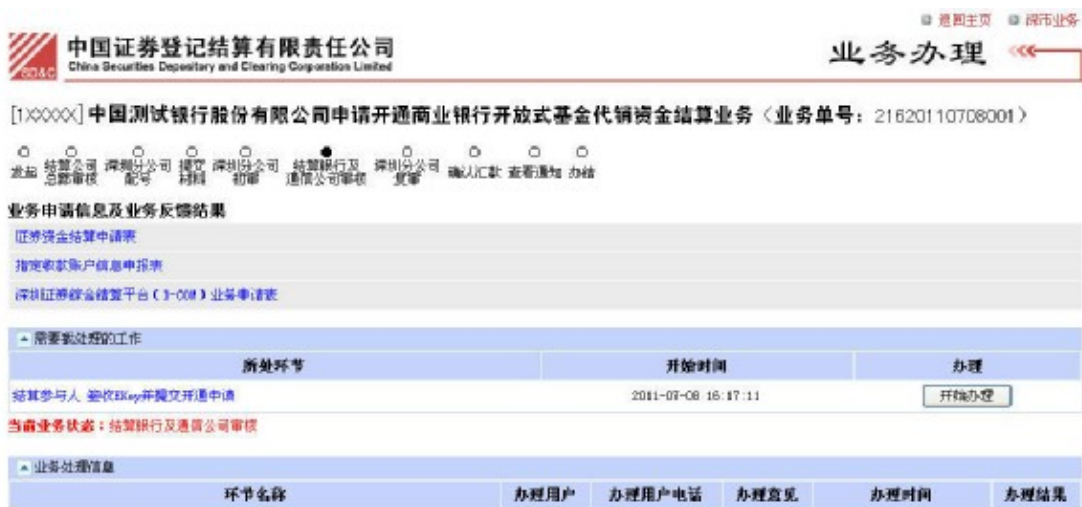 返回主页 深市业务
中国证券登记结算有限责任公司
China Securities Depository and Clearing Corporation Limited
业务办理
SD&C
[1XXXXX]中国测试银行股份有限公司申请开通商业银行开放式基金代销资金结算业务（业务单号：21620110708001）
发起 结算公司总部审核 深圳分公司配号 提交材料 深圳分公司初审 结算银行及通信公司审核 深圳分公司复审 确认汇款 查看通知 办结
业务申请信息及业务反馈结果
证券资金结算申请表
指定收款账户信息申报表
深圳证券综合结算平台（D-COM）业务申请表
需要我处理的工作
所处环节 开始时间 办理
结算参与人 签收EKey并提交开通申请 2011-07-08 16:17:11 开始办理
当前业务状态：结算银行及通信公司审核
业务处理信息
环节名称 办理用户 办理用户电话 办理意见 办理时间 办理结果